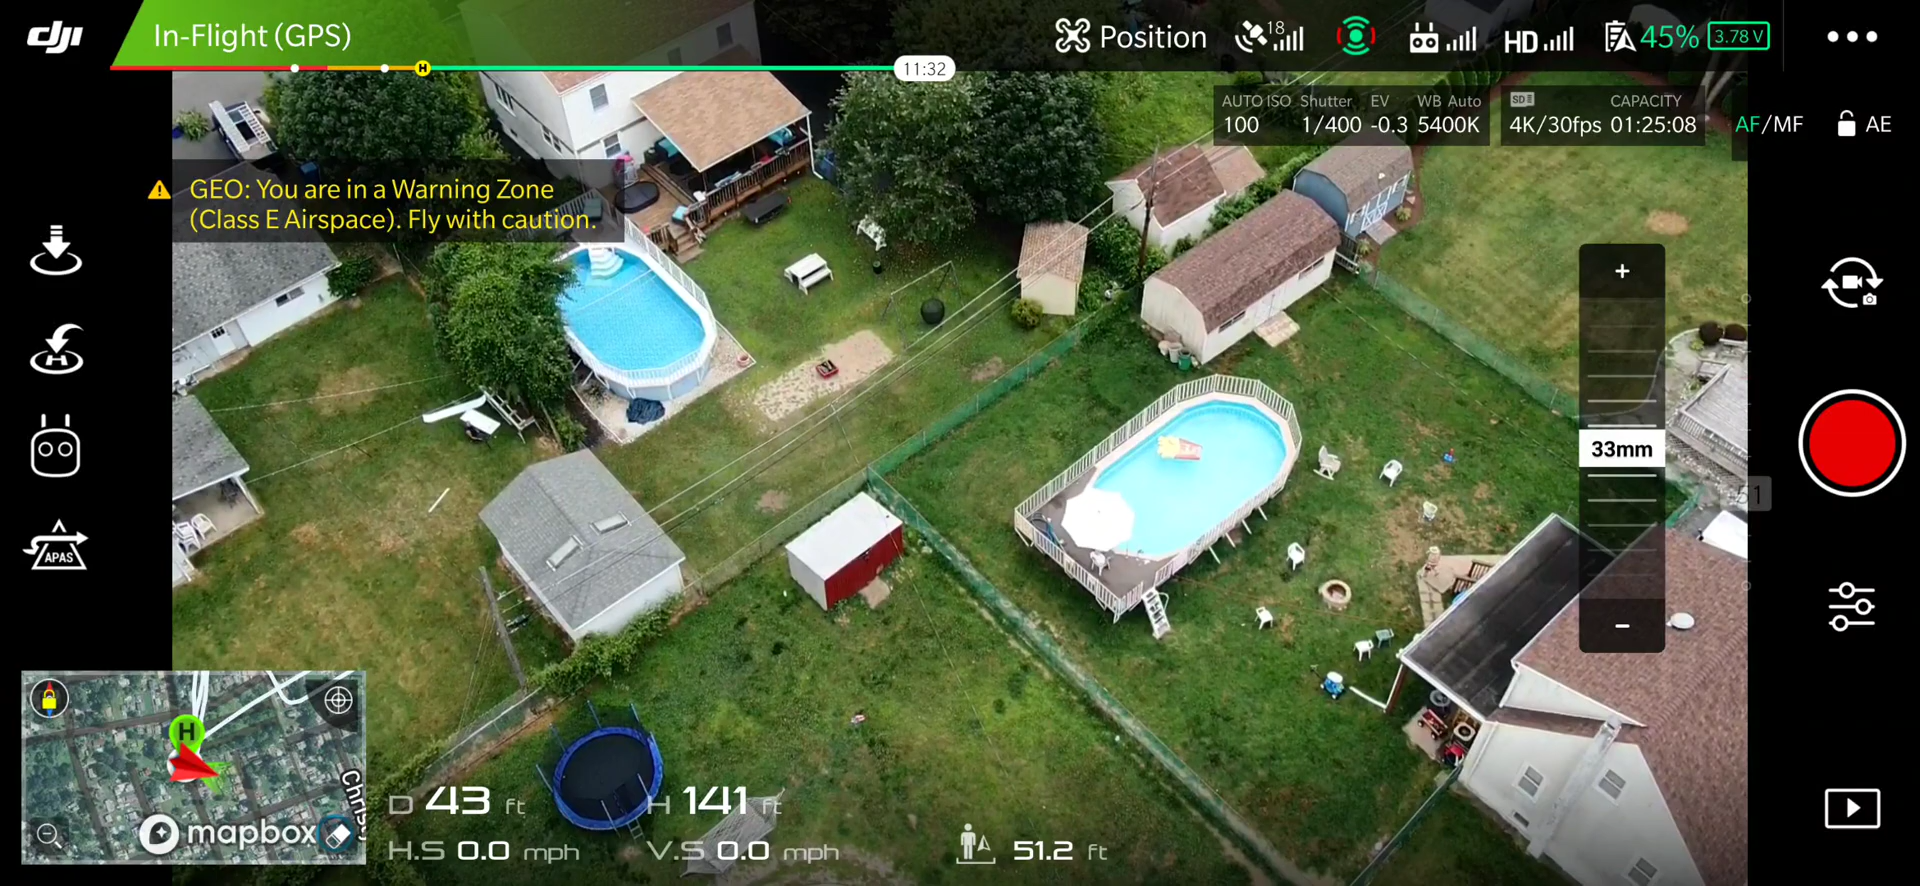 dji
In-Flight (GPS)
Position
18
HD
45%
3.78 V
11:32
AUTO ISO Shutter EV WB Auto
100 1/400 -0.3 5400K
SD CAPACITY
4K/30fps 01:25:08
AF/MF
AE
GEO: You are in a Warning Zone
(Class E Airspace). Fly with caution.
+
33mm
51
-
H
APAS
H
mapbox
D 43 ft H 141 ft
H.S 0.0 mph V.S 0.0 mph 51.2 ft